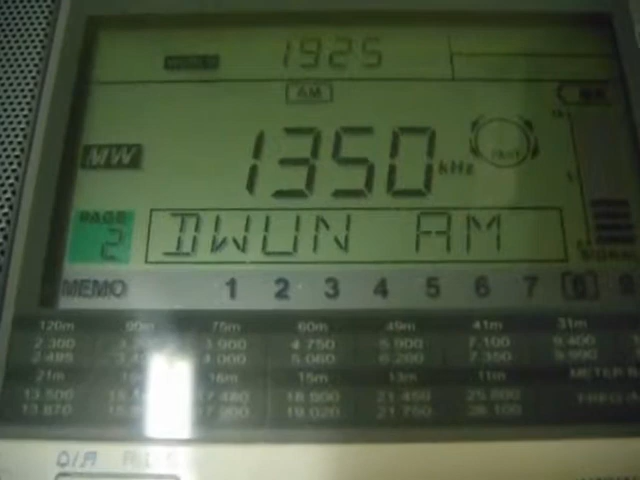 1925
AM
MW 1350 kHz
PAGE 2 DWUN AM
MEMO 1 2 3 4 5 6 7 [8] 9
120m 90m 75m 60m 49m 41m 31m
2.300 3.900 4.750 5.900 7.100 9.400
2.495 4.000 5.060 6.200 7.350 9.990
21m 16m 15m 13m 11m
13.500 17.480 18.900 21.450 25.600
13.870 17.900 19.020 21.750 26.100